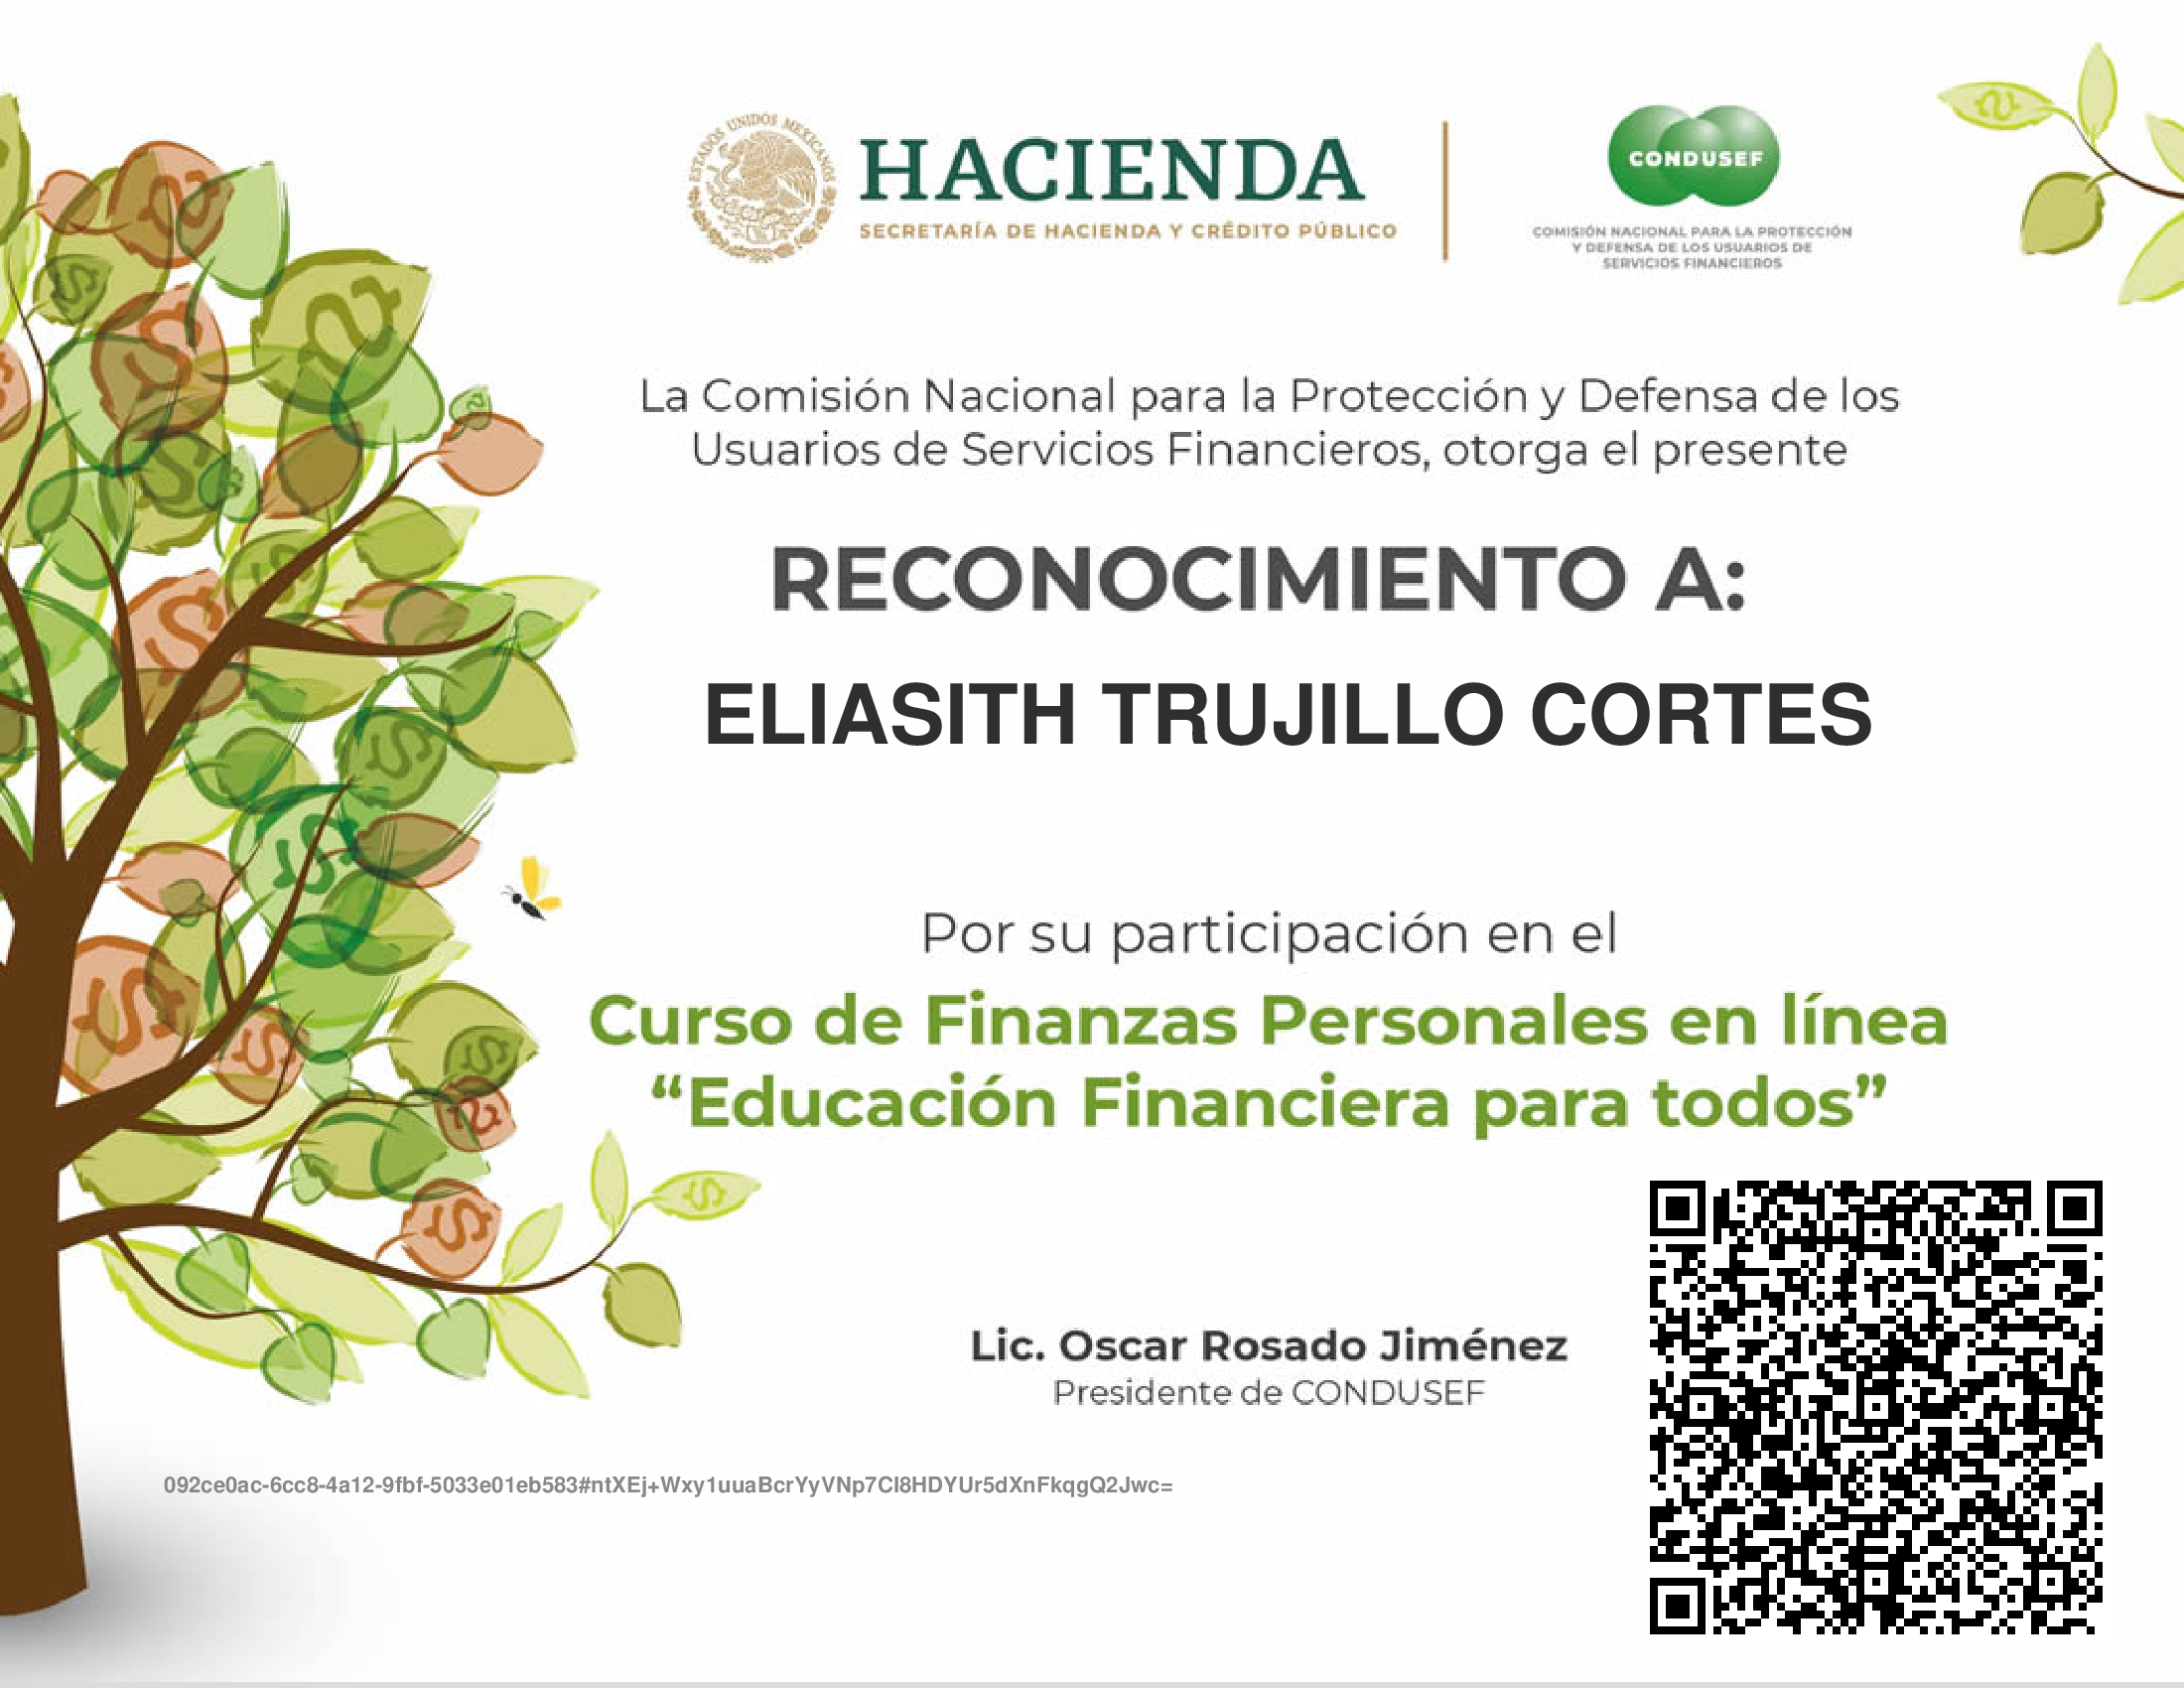 ESTADOS UNIDOS MEXICANOS
HACIENDA
SECRETARÍA DE HACIENDA Y CRÉDITO PÚBLICO
CONDUSEF
COMISIÓN NACIONAL PARA LA PROTECCIÓN
Y DEFENSA DE LOS USUARIOS DE
SERVICIOS FINANCIEROS
La Comisión Nacional para la Protección y Defensa de los
Usuarios de Servicios Financieros, otorga el presente
RECONOCIMIENTO A:
ELIASITH TRUJILLO CORTES
Por su participación en el
Curso de Finanzas Personales en línea
“Educación Financiera para todos”
Lic. Oscar Rosado Jiménez
Presidente de CONDUSEF
092ce0ac-6cc8-4a12-9fbf-5033e01eb583#ntXEj+Wxy1uuaBcrYyVNp7CI8HDYUr5dXnFkqgQ2Jwc=